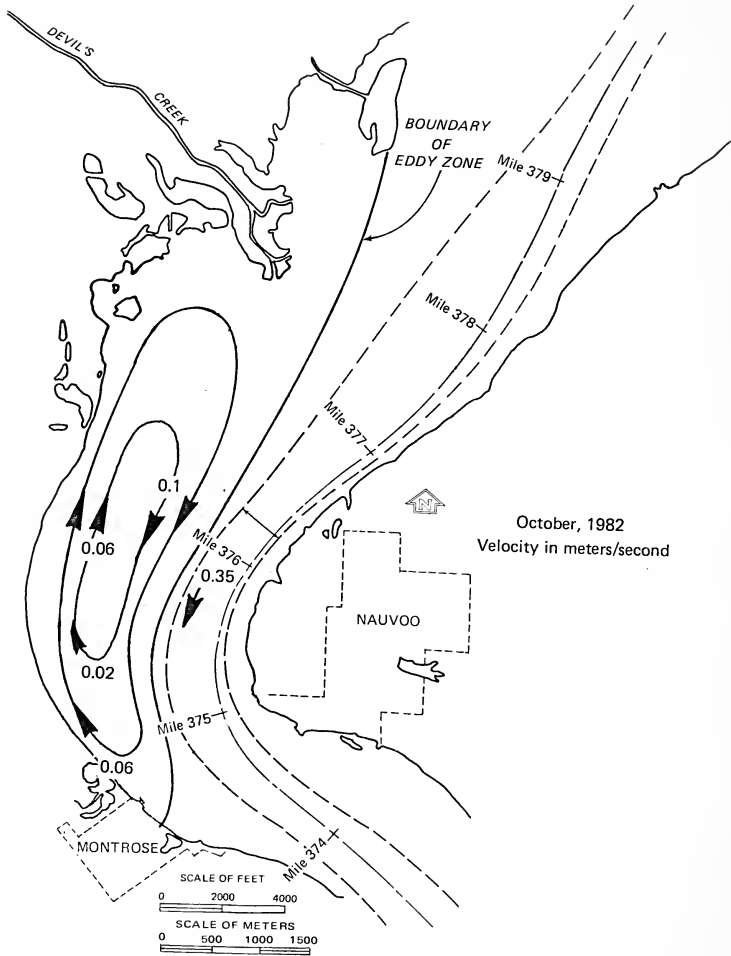 DEVIL'S
CREEK
BOUNDARY
OF
EDDY ZONE
Mile 379
Mile 378
Mile 377
N
October, 1982
Velocity in meters/second
0.1
0.06
Mile 376
0.35
NAUVOO
0.02
Mile 375
0.06
MONTROSE
Mile 374
SCALE OF FEET
0 2000 4000
SCALE OF METERS
0 500 1000 1500